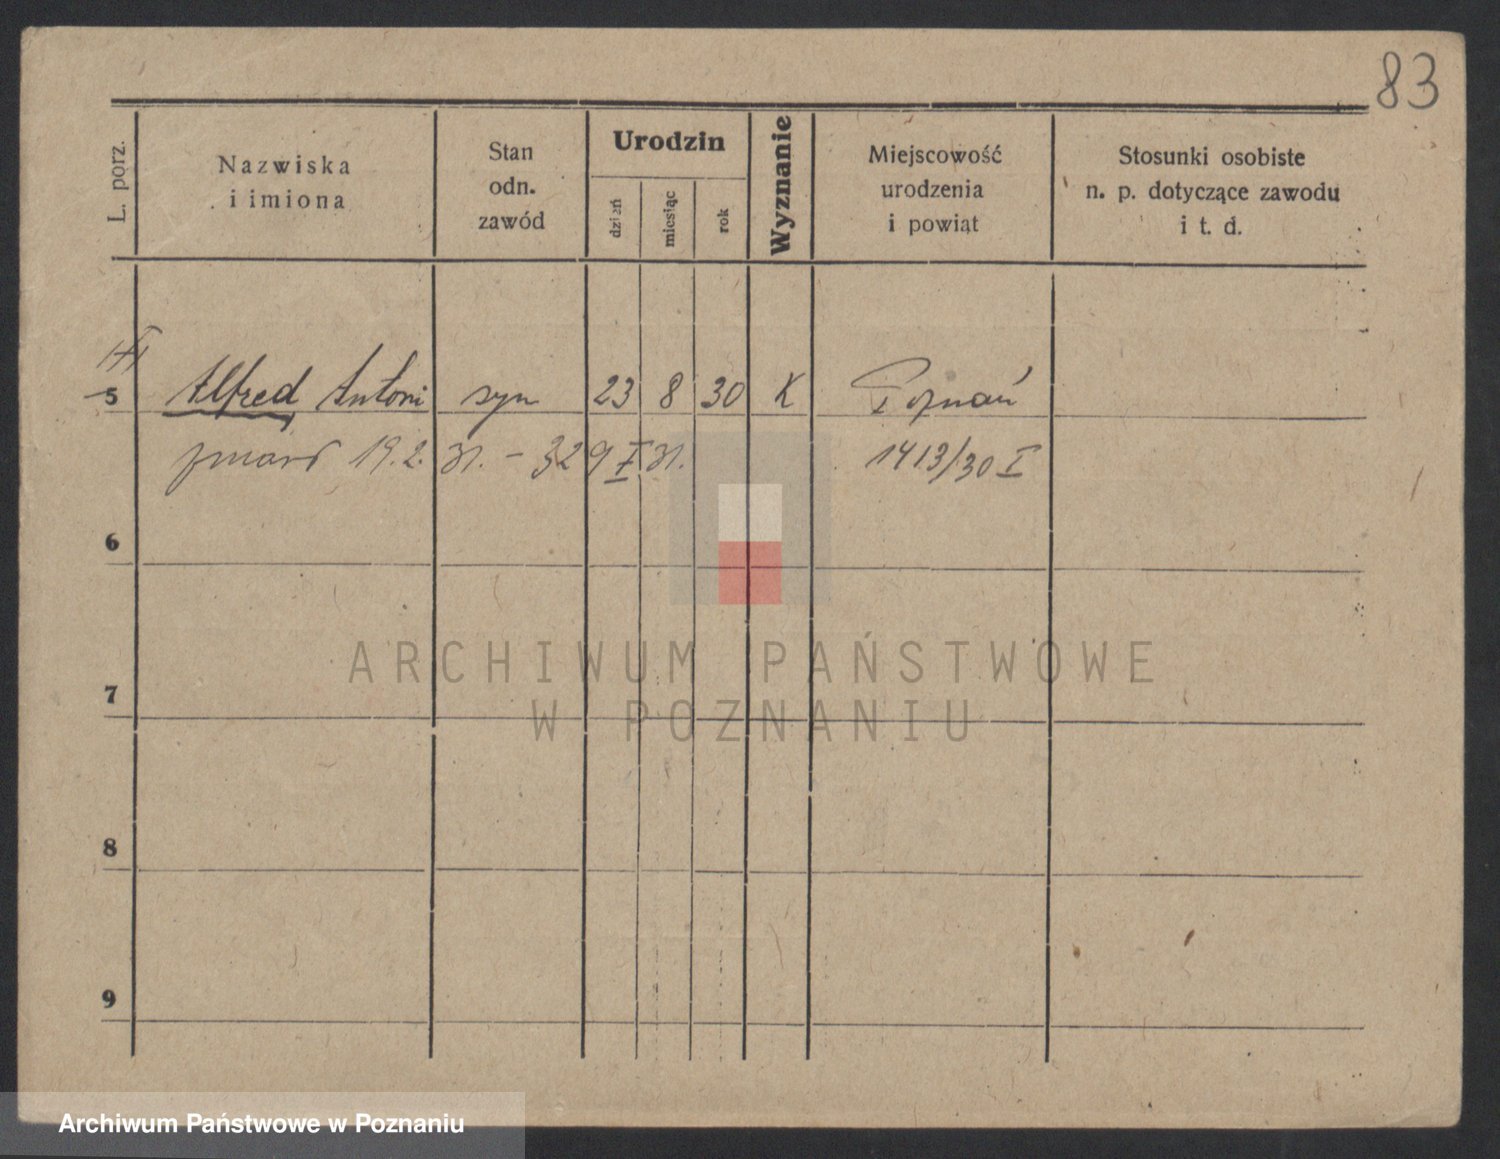 83
L. porz.
Nazwiska
i imiona
Stan
odn.
zawód
Urodzin
dzień
miesiąc
rok
Wyznanie
Miejscowość
urodzenia
i powiat
Stosunki osobiste
n. p. dotyczące zawodu
i t. d.
5 Alfred Antoni syn 23 8 30 K Poznań
zmarł 19.2. 31. - 329 I 31. 1413/30 I
6
ARCHIWUM PAŃSTWOWE
7
W POZNANIU
8
9
Archiwum Państwowe w Poznaniu